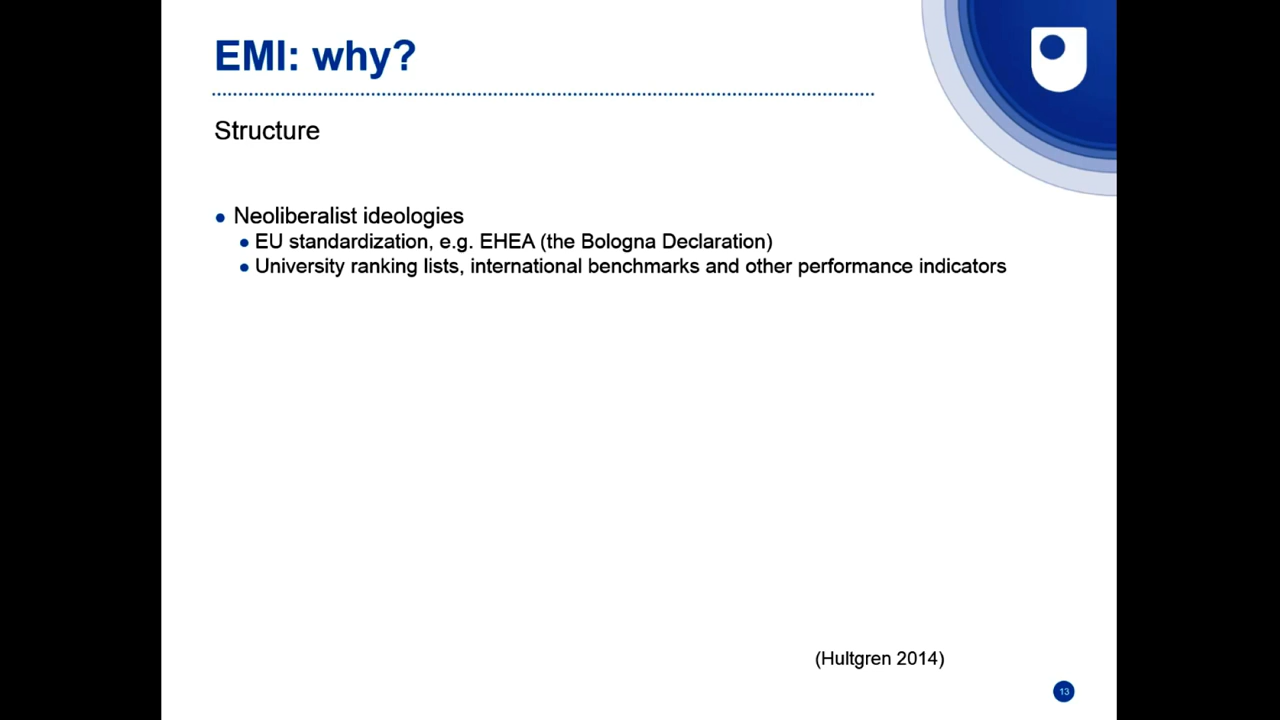 EMI: why?
Structure
Neoliberalist ideologies
EU standardization, e.g. EHEA (the Bologna Declaration)
University ranking lists, international benchmarks and other performance indicators
(Hultgren 2014)
13